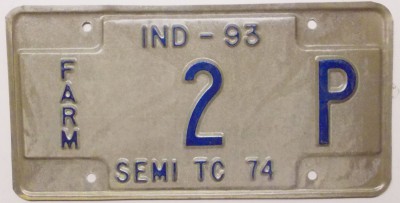 IND - 93
FARM 2 P
SEMI TC 74